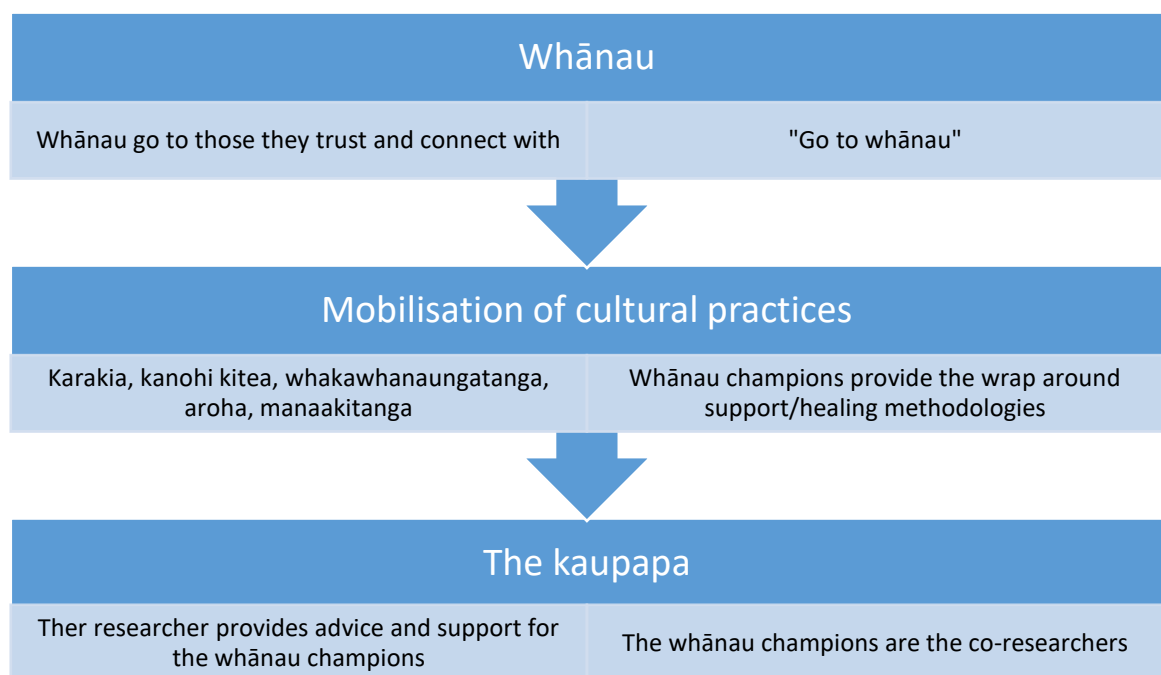 Whānau
Whānau go to those they trust and connect with
"Go to whānau"
Mobilisation of cultural practices
Karakia, kanohi kitea, whakawhanaungatanga,
aroha, manaakitanga
Whānau champions provide the wrap around
support/healing methodologies
The kaupapa
Ther researcher provides advice and support for
the whānau champions
The whānau champions are the co-researchers